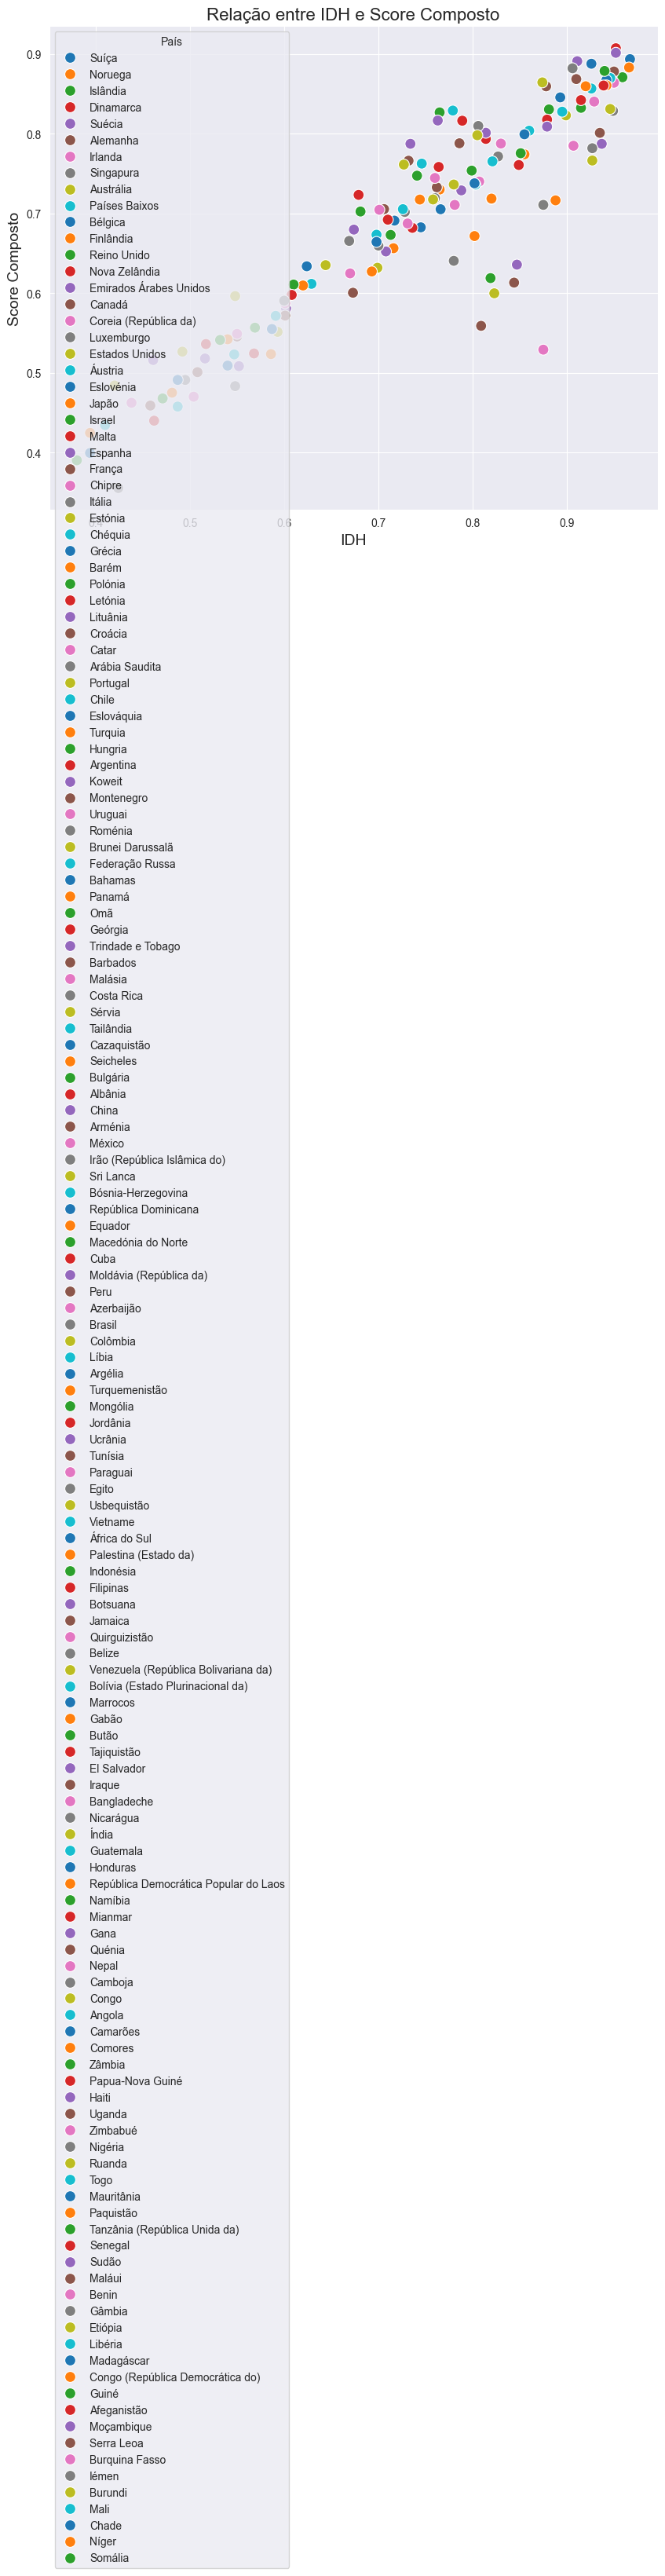 Relação entre IDH e Score Composto
País
Suíça
Noruega
Islândia
Dinamarca
Suécia
Alemanha
Irlanda
Singapura
Austrália
Países Baixos
Bélgica
Finlândia
Reino Unido
Nova Zelândia
Emirados Árabes Unidos
Canadá
Coreia (República da)
Luxemburgo
Estados Unidos
Áustria
Eslovénia
Japão
Israel
Malta
Espanha
França
Chipre
Itália
Estónia
Chéquia
Grécia
Barém
Polónia
Letónia
Lituânia
Croácia
Catar
Arábia Saudita
Portugal
Chile
Eslováquia
Turquia
Hungria
Argentina
Koweit
Montenegro
Uruguai
Roménia
Brunei Darussalã
Federação Russa
Bahamas
Panamá
Omã
Geórgia
Trindade e Tobago
Barbados
Malásia
Costa Rica
Sérvia
Tailândia
Cazaquistão
Seicheles
Bulgária
Albânia
China
Arménia
México
Irão (República Islâmica do)
Sri Lanca
Bósnia-Herzegovina
República Dominicana
Equador
Macedónia do Norte
Cuba
Moldávia (República da)
Peru
Azerbaijão
Brasil
Colômbia
Líbia
Argélia
Turquemenistão
Mongólia
Jordânia
Ucrânia
Tunísia
Paraguai
Egito
Usbequistão
Vietname
África do Sul
Palestina (Estado da)
Indonésia
Filipinas
Botsuana
Jamaica
Quirguizistão
Belize
Venezuela (República Bolivariana da)
Bolívia (Estado Plurinacional da)
Marrocos
Gabão
Butão
Tajiquistão
El Salvador
Iraque
Bangladeche
Nicarágua
Índia
Guatemala
Honduras
República Democrática Popular do Laos
Namíbia
Mianmar
Gana
Quénia
Nepal
Camboja
Congo
Angola
Camarões
Comores
Zâmbia
Papua-Nova Guiné
Haiti
Uganda
Zimbabué
Nigéria
Ruanda
Togo
Mauritânia
Paquistão
Tanzânia (República Unida da)
Senegal
Sudão
Maláui
Benin
Gâmbia
Etiópia
Libéria
Madagáscar
Congo (República Democrática do)
Guiné
Afeganistão
Moçambique
Serra Leoa
Burquina Fasso
Iémen
Burundi
Mali
Chade
Níger
Somália
Score Composto
0.9
0.8
0.7
0.6
0.5
0.4
0.4 0.5 0.6 0.7 0.8 0.9
IDH